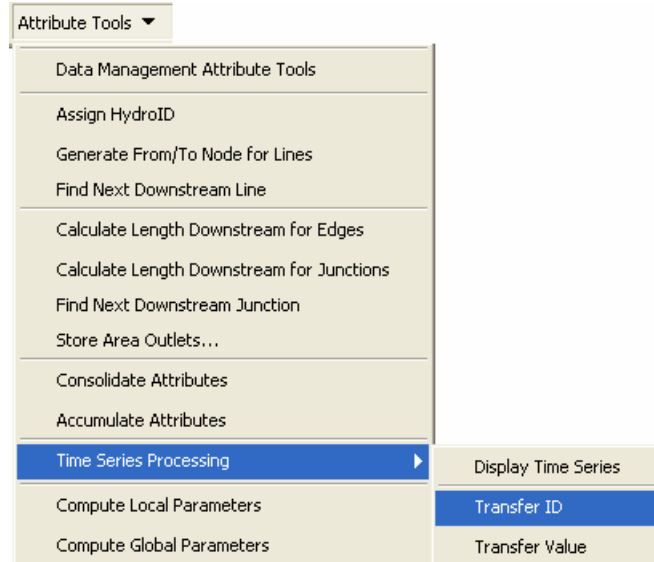 Attribute Tools
Data Management Attribute Tools
Assign HydroID
Generate From/To Node for Lines
Find Next Downstream Line
Calculate Length Downstream for Edges
Calculate Length Downstream for Junctions
Find Next Downstream Junction
Store Area Outlets...
Consolidate Attributes
Accumulate Attributes
Time Series Processing
Display Time Series
Transfer ID
Transfer Value
Compute Local Parameters
Compute Global Parameters